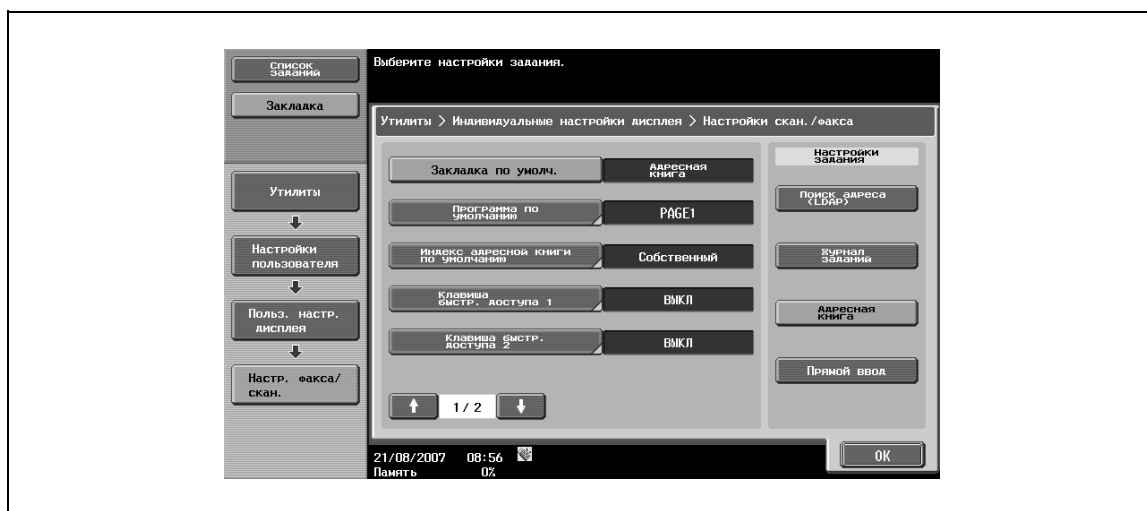 Список
заданий
Закладка
Выберите настройки задания.
Утилиты > Индивидуальные настройки дисплея > Настройки скан./факса
Утилиты
Настройки
пользователя
Польз. настр.
дисплея
Настр. факса/
скан.
Закладка по умолч.
Адресная
книга
Программа по
умолчанию
PAGE1
Индекс адресной книги
по умолчанию
Собственный
Клавиша
быстр. доступа 1
ВЫКЛ
Клавиша быстр.
доступа 2
ВЫКЛ
1/ 2
Настройки
задания
Поиск адреса
(LDAP)
Журнал
заданий
Адресная
книга
Прямой ввод
21/08/2007 08:56
Память 0%
OK